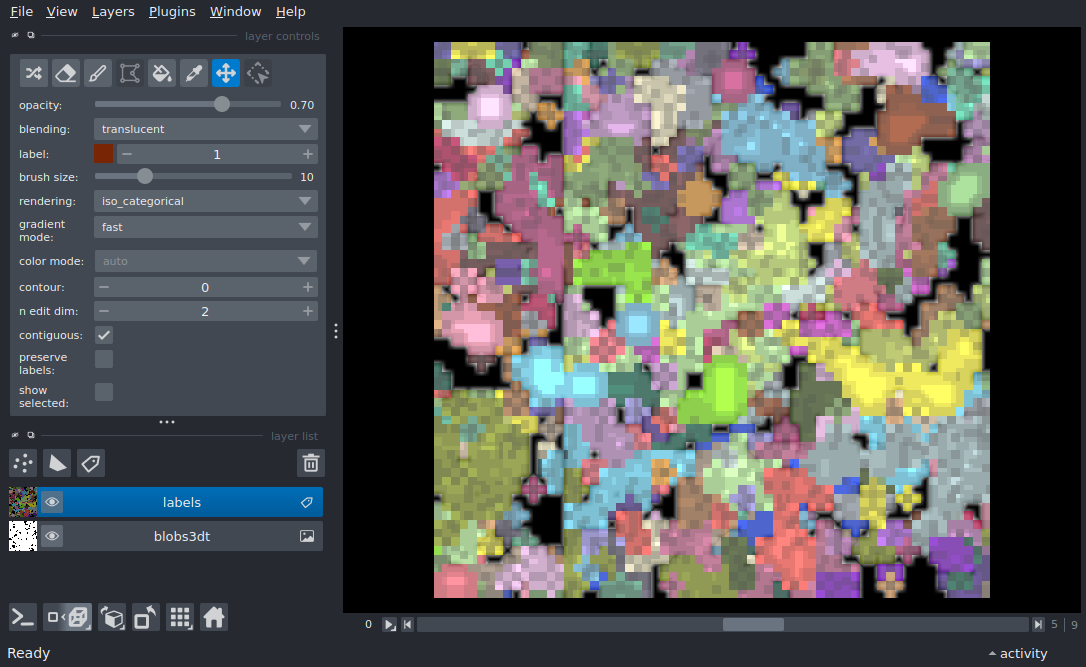 File View Layers Plugins Window Help
layer controls
opacity: 0.70
blending: translucent
label: 1
brush size: 10
rendering: iso_categorical
gradient
mode: fast
color mode: auto
contour: 0
n edit dim: 2
contiguous:
preserve
labels:
show
selected:
layer list
labels
blobs3dt
0 5 | 9
Ready activity